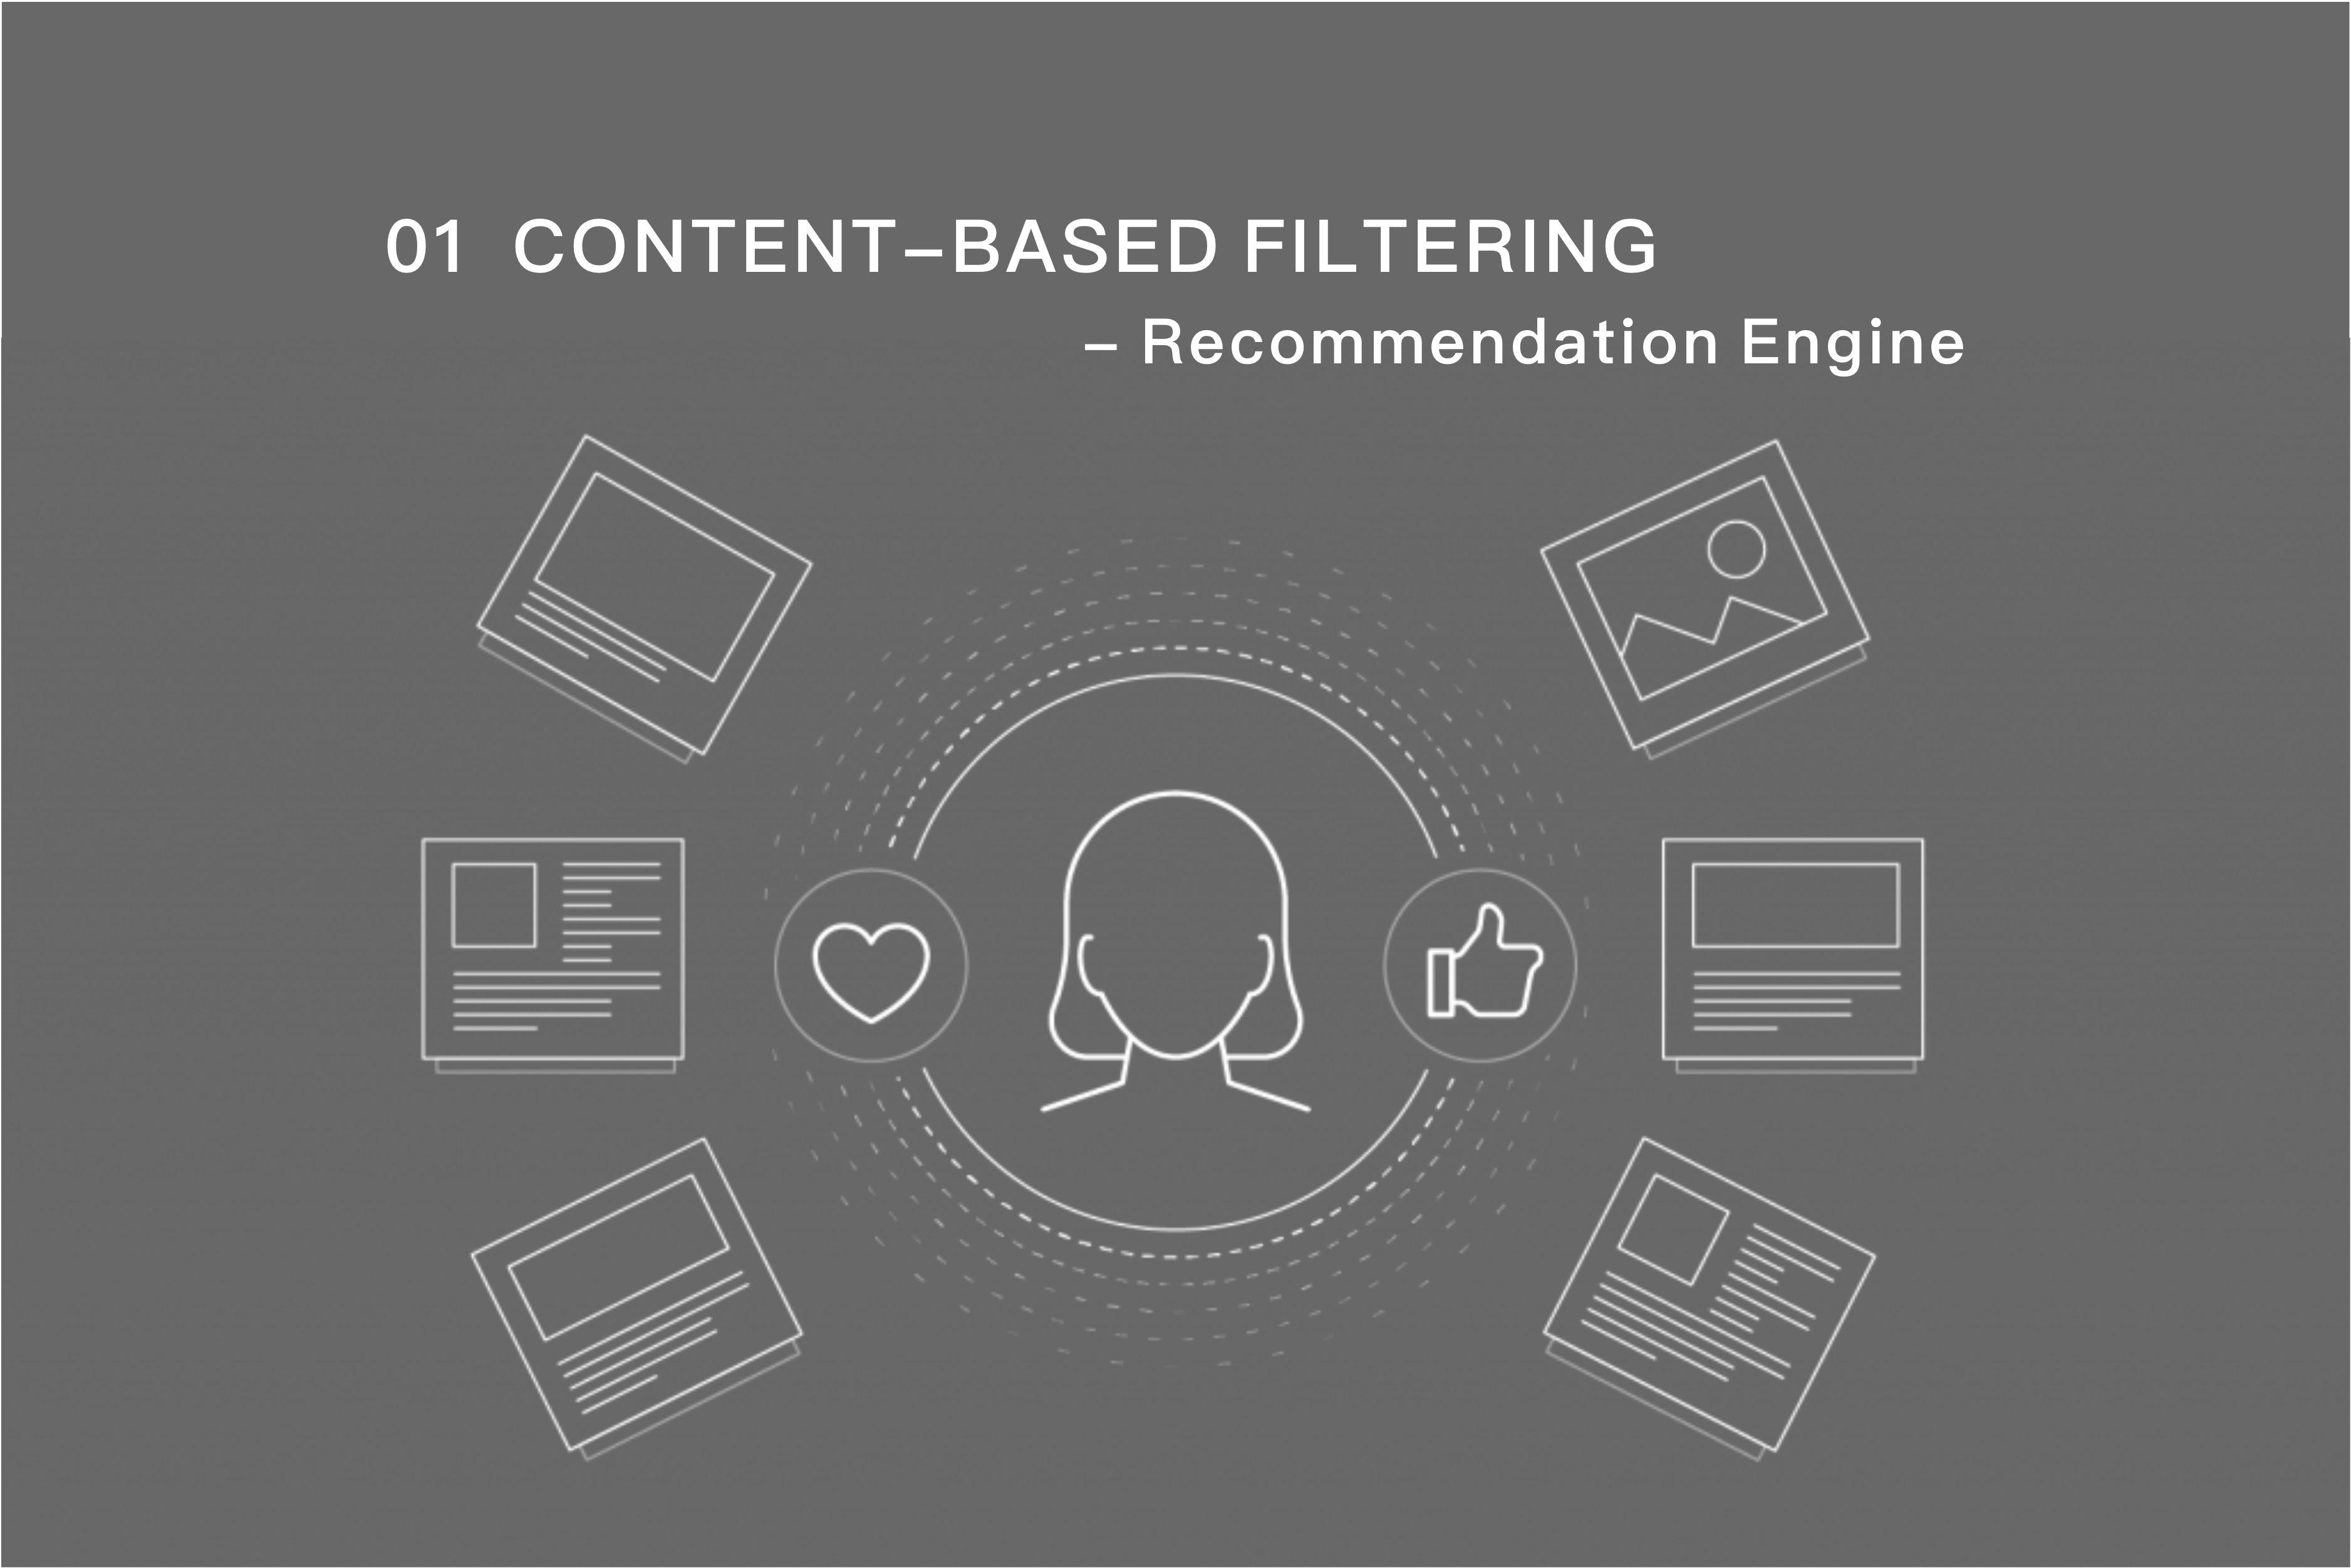 01 CONTENT–BASED FILTERING
– Recommendation Engine